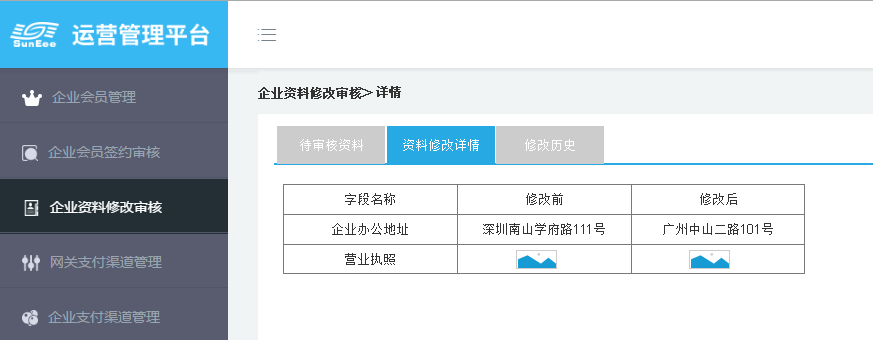 SunEee 运营管理平台
企业会员管理
企业会员签约审核
企业资料修改审核
网关支付渠道管理
企业支付渠道管理
企业资料修改审核> 详情
待审核资料 资料修改详情 修改历史
字段名称 修改前 修改后
企业办公地址 深圳南山学府路111号 广州中山二路101号
营业执照